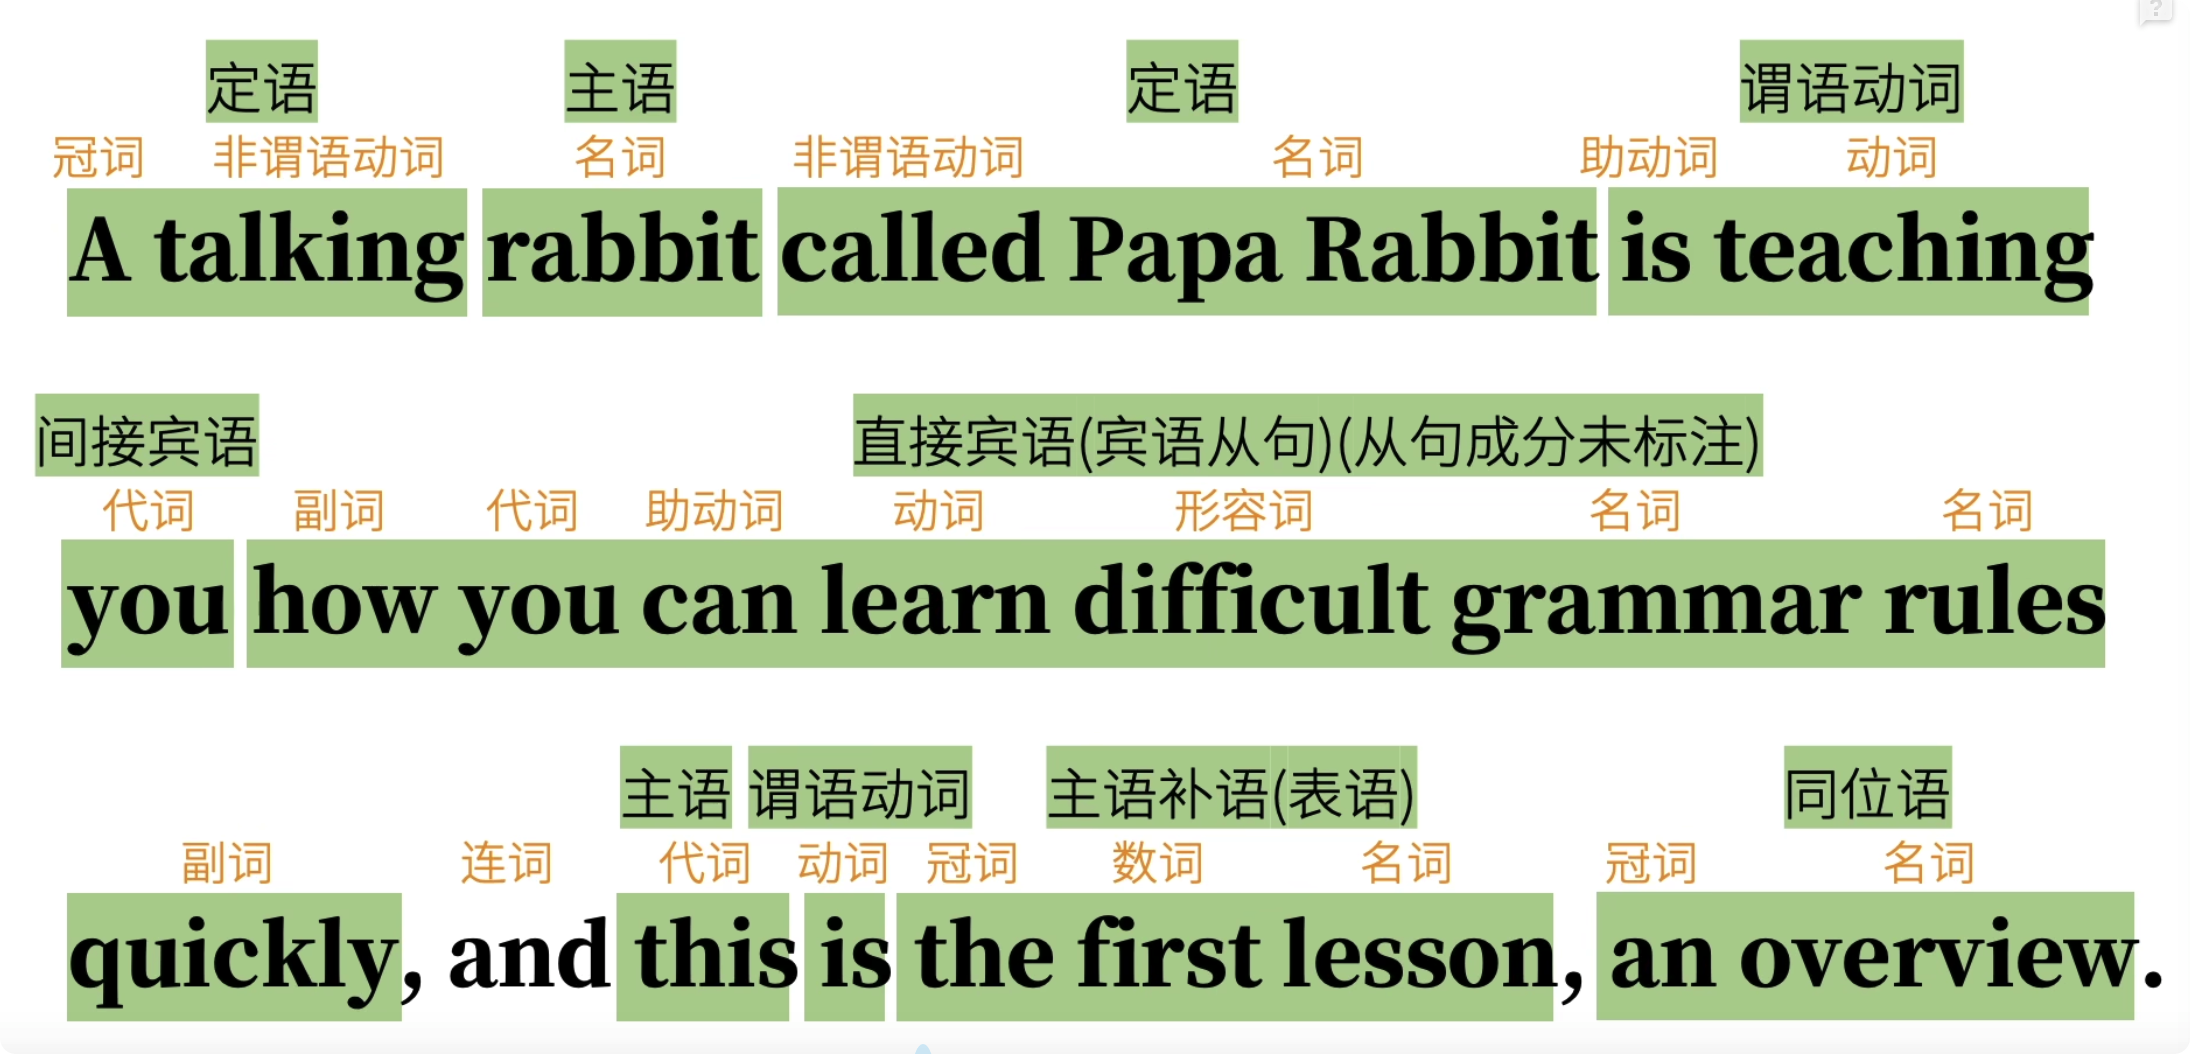 定语 主语 定语 谓语动词
冠词 非谓语动词 名词 非谓语动词 名词 助动词 动词
A talking rabbit called Papa Rabbit is teaching
间接宾语 直接宾语(宾语从句)(从句成分未标注)
代词 副词 代词 助动词 动词 形容词 名词 名词
you how you can learn difficult grammar rules
主语 谓语动词 主语补语(表语) 同位语
副词 连词 代词 动词 冠词 数词 名词 冠词 名词
quickly, and this is the first lesson, an overview.